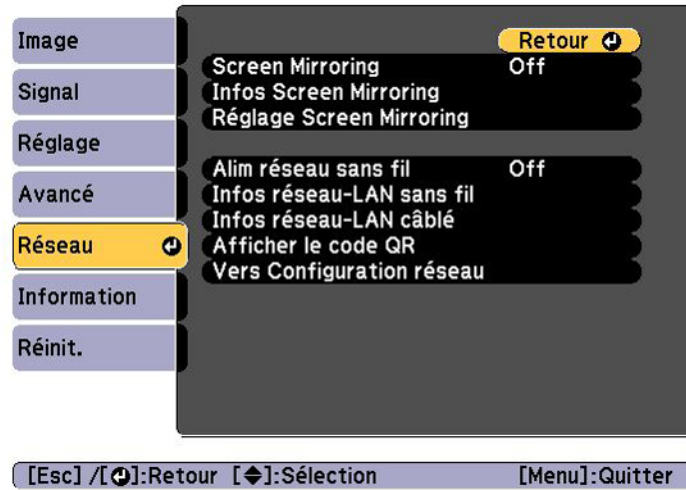 Image
Signal
Réglage
Avancé
Réseau
Information
Réinit.
Retour
Screen Mirroring Off
Infos Screen Mirroring
Réglage Screen Mirroring
Alim réseau sans fil Off
Infos réseau-LAN sans fil
Infos réseau-LAN câblé
Afficher le code QR
Vers Configuration réseau
[Esc] /[⏎]:Retour [◆]:Sélection [Menu]:Quitter